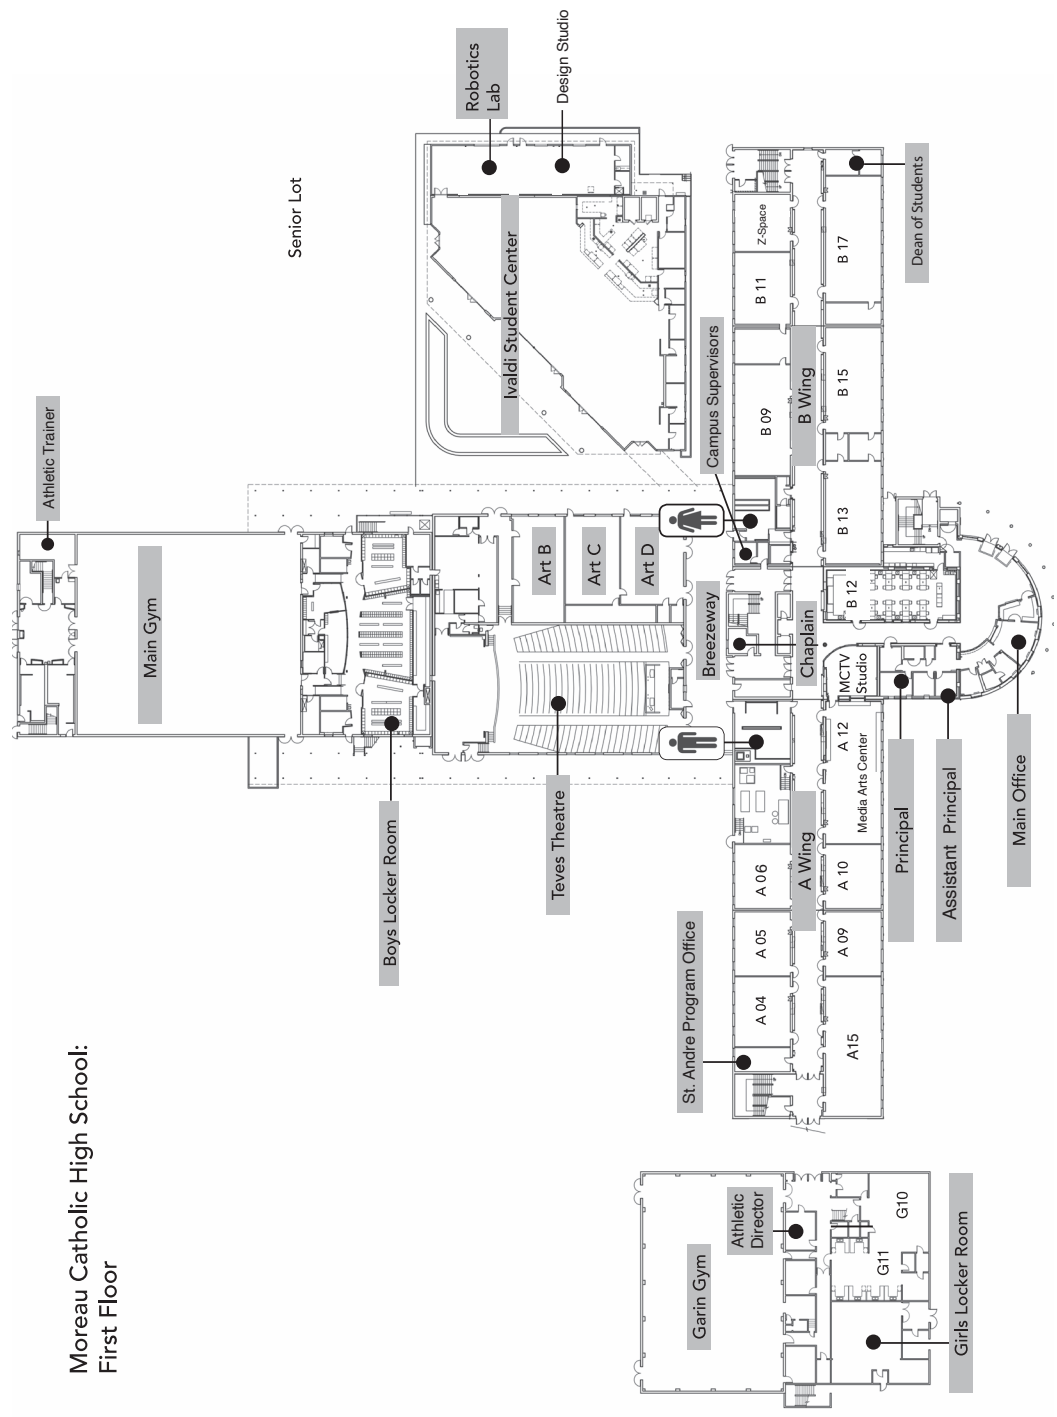 Moreau Catholic High School:
First Floor
Senior Lot
Robotics
Lab
Design Studio
Ivaldi Student Center
Athletic Trainer
Main Gym
Boys Locker Room
Teves Theatre
Art B
Art C
Art D
Breezeway
Chaplain
Campus Supervisors
B Wing
Z-Space
B 11
B 09
B 17
B 15
B 13
B 12
Dean of Students
MCTV
Studio
A 12
Media Arts Center
A Wing
A 06
A 05
A 04
A 10
A 09
A15
St. Andre Program Office
Principal
Assistant Principal
Main Office
Garin Gym
Athletic
Director
G10
G11
Girls Locker Room